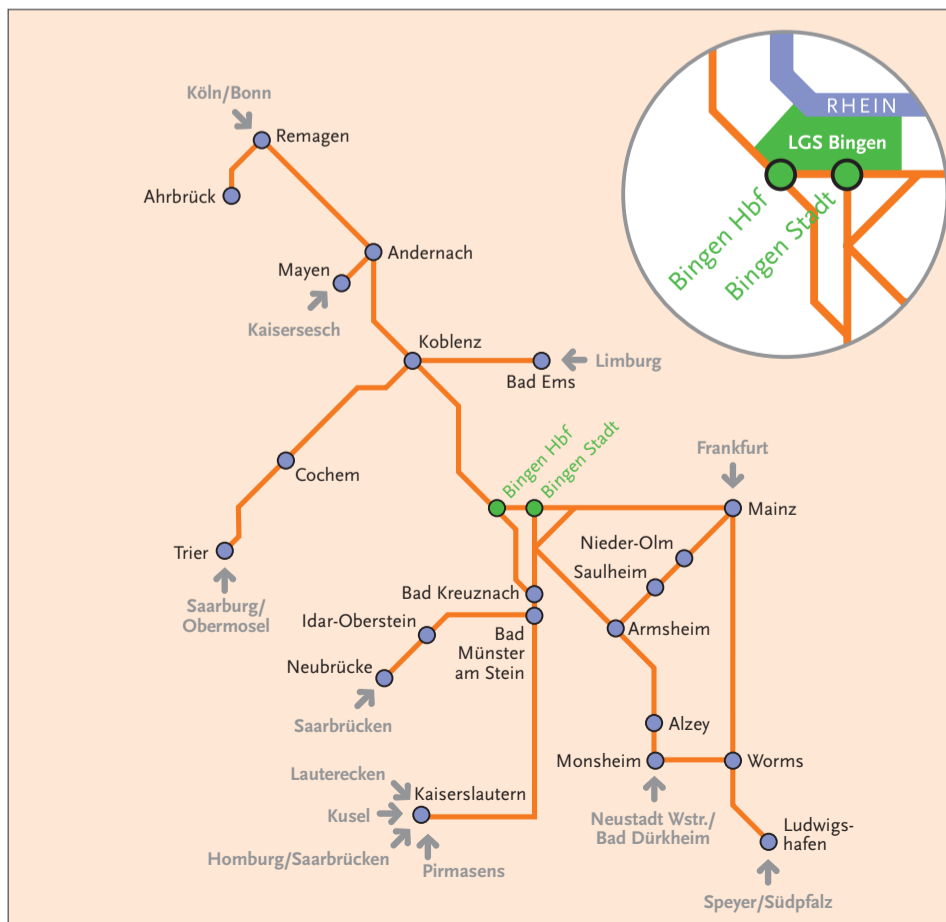 Köln/Bonn
Remagen
Ahrbrück
Andernach
Mayen
Kaisersesch
Koblenz
Bad Ems
Limburg
Cochem
Trier
Saarburg/
Obermosel
RHEIN
LGS Bingen
Bingen Hbf
Bingen Stadt
Bingen Hbf
Bingen Stadt
Frankfurt
Mainz
Nieder-Olm
Saulheim
Armsheim
Bad Kreuznach
Idar-Oberstein
Bad
Münster
am Stein
Neubrücke
Saarbrücken
Alzey
Monsheim
Worms
Lauterecken
Kaiserslautern
Kusel
Homburg/Saarbrücken
Pirmasens
Neustadt Wstr./
Bad Dürkheim
Ludwigs-
hafen
Speyer/Südpfalz